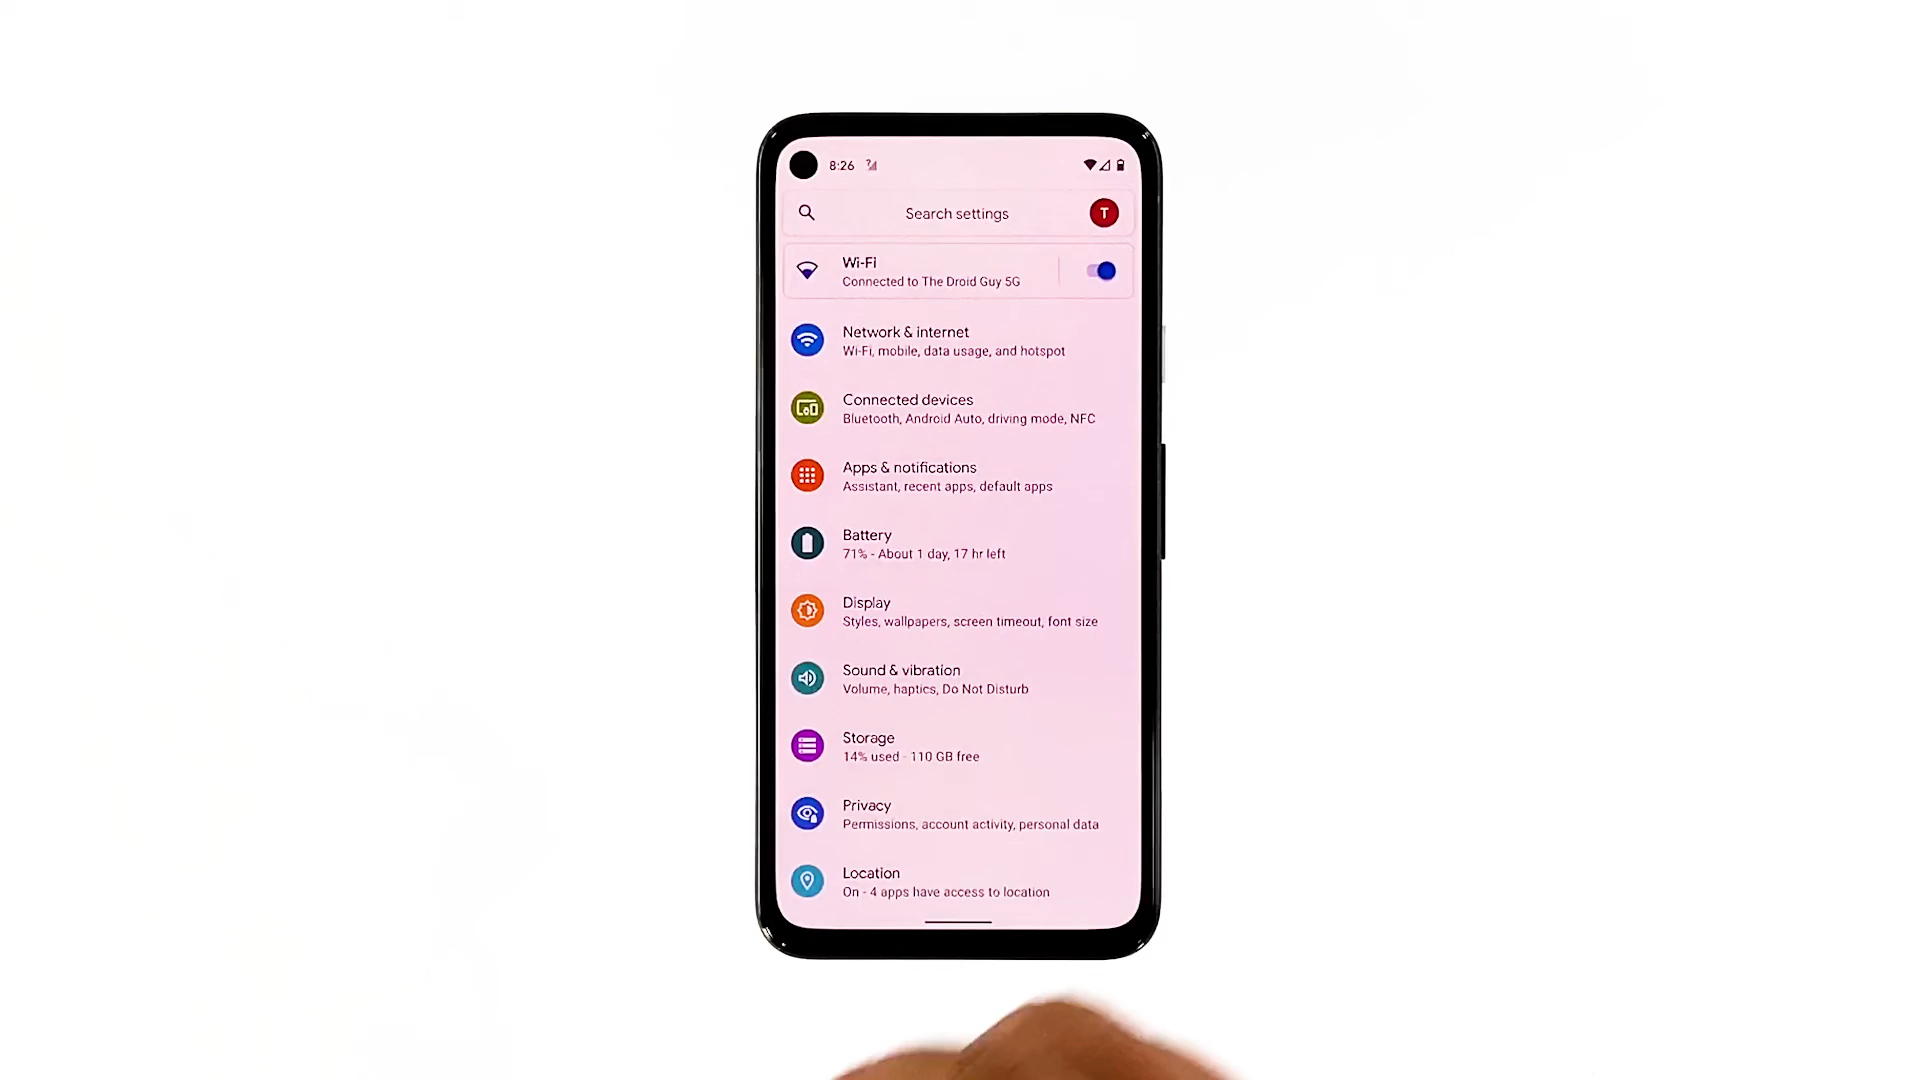 8:26
Search settings
T
Wi-Fi
Connected to The Droid Guy 5G
Network & internet
Wi-Fi, mobile, data usage, and hotspot
Connected devices
Bluetooth, Android Auto, driving mode, NFC
Apps & notifications
Assistant, recent apps, default apps
Battery
71% - About 1 day, 17 hr left
Display
Styles, wallpapers, screen timeout, font size
Sound & vibration
Volume, haptics, Do Not Disturb
Storage
14% used - 110 GB free
Privacy
Permissions, account activity, personal data
Location
On - 4 apps have access to location